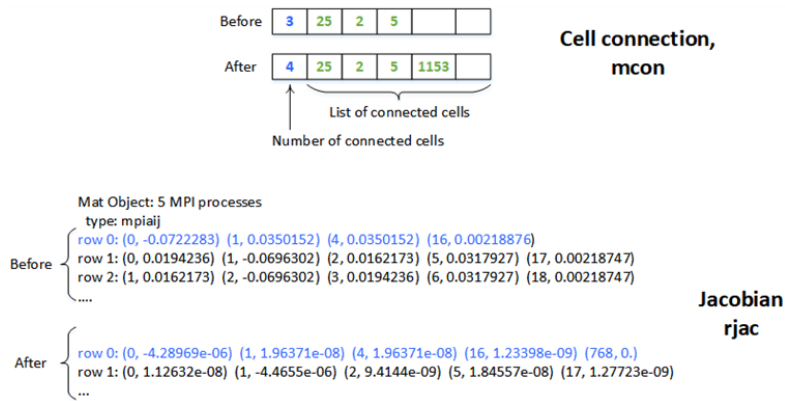 Before 3 25 2 5
After 4 25 2 5 1153
List of connected cells
Number of connected cells
Cell connection,
mcon
Mat Object: 5 MPI processes
type: mpiaij
Before
row 0: (0, -0.0722283) (1, 0.0350152) (4, 0.0350152) (16, 0.00218876)
row 1: (0, 0.0194236) (1, -0.0696302) (2, 0.0162173) (5, 0.0317927) (17, 0.00218747)
row 2: (1, 0.0162173) (2, -0.0696302) (3, 0.0194236) (6, 0.0317927) (18, 0.00218747)
....
After
row 0: (0, -4.28969e-06) (1, 1.96371e-08) (4, 1.96371e-08) (16, 1.23398e-09) (768, 0.)
row 1: (0, 1.12632e-08) (1, -4.4655e-06) (2, 9.4144e-09) (5, 1.84557e-08) (17, 1.27723e-09)
...
Jacobian
rjac